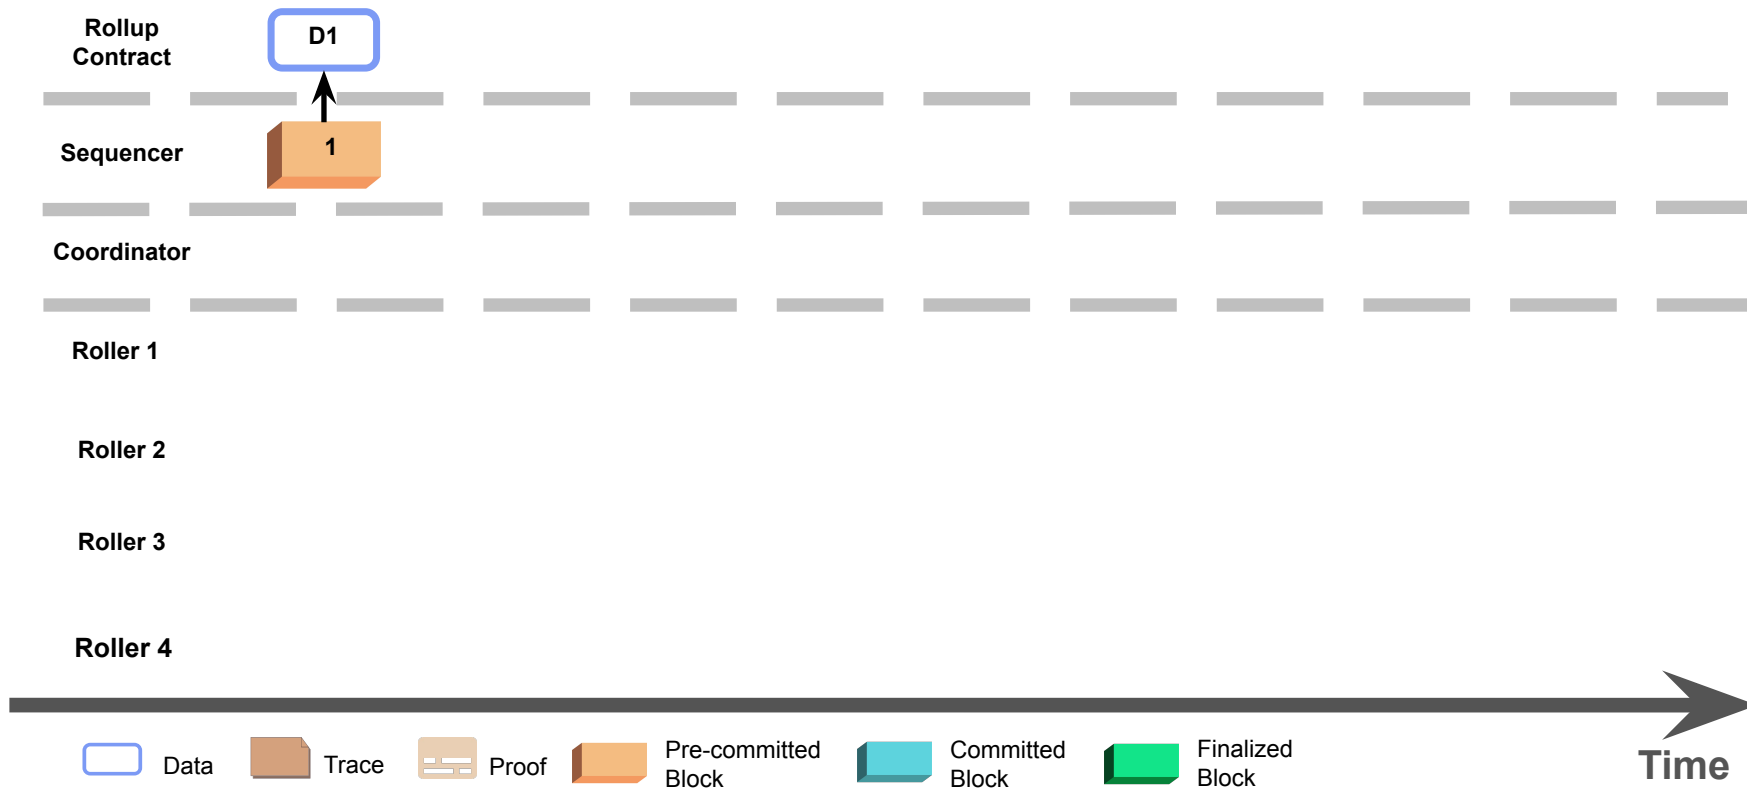 Rollup
Contract
D1
Sequencer
1
Coordinator
Roller 1
Roller 2
Roller 3
Roller 4
Data
Trace
Proof
Pre-committed
Block
Committed
Block
Finalized
Block
Time